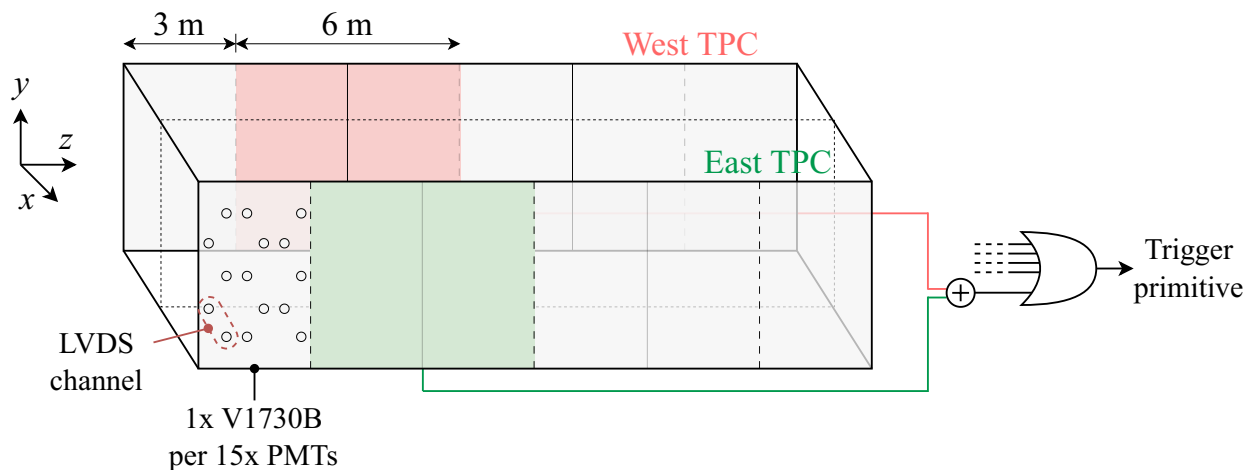 3 m
6 m
West TPC
y
z
x
East TPC
Trigger
primitive
LVDS
channel
1x V1730B
per 15x PMTs